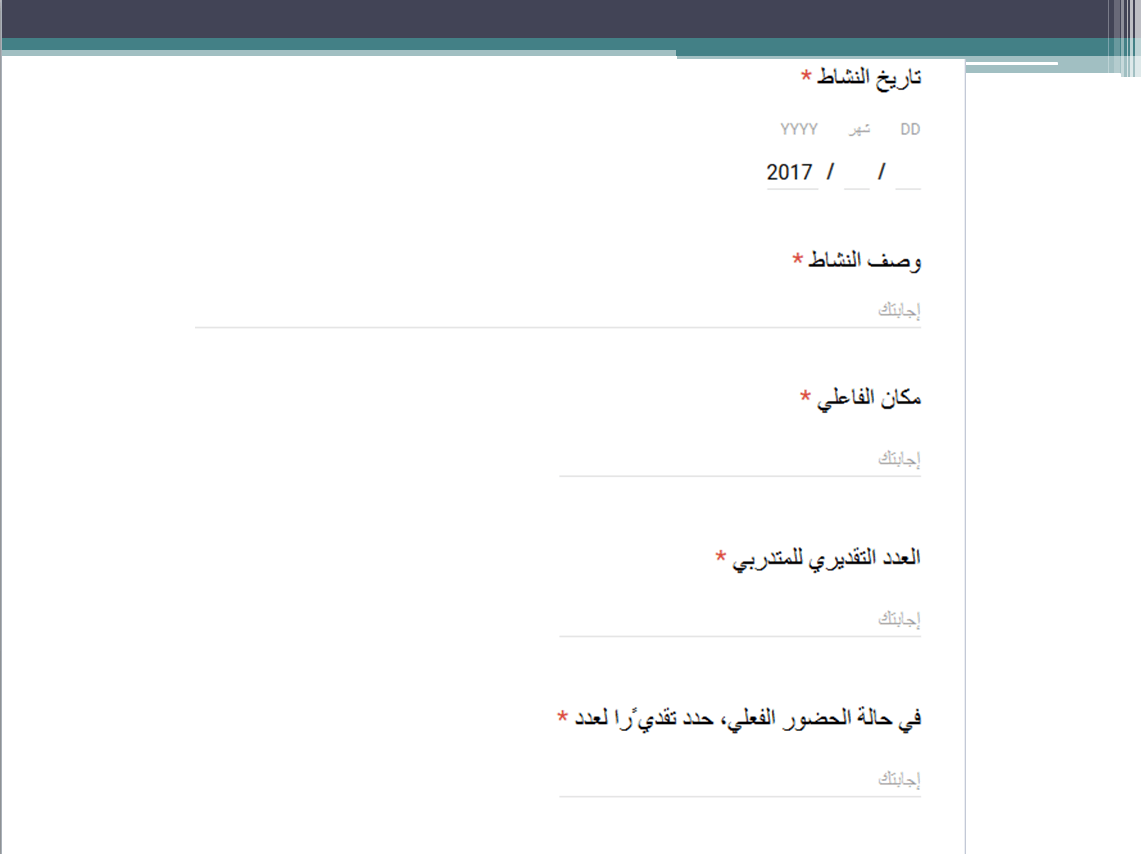 تاريخ النشاط *
DD شهر YYYY
/ / 2017
وصف النشاط *
إجابتك
مكان الفاعلي *
إجابتك
العدد التقديري للمتدربي *
إجابتك
في حالة الحضور الفعلي، حدد تقديًرا لعدد *
إجابتك